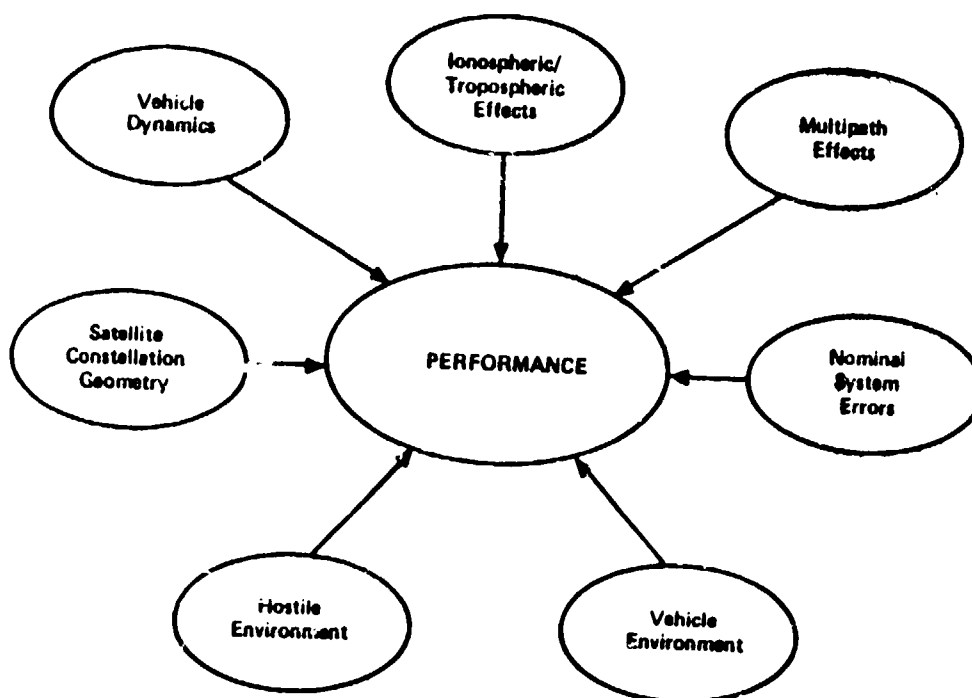 Ionospheric/
Tropospheric
Effects
Vehicle
Dynamics
Multipath
Effects
Satellite
Constellation
Geometry
PERFORMANCE
Nominal
System
Errors
Hostile
Environment
Vehicle
Environment